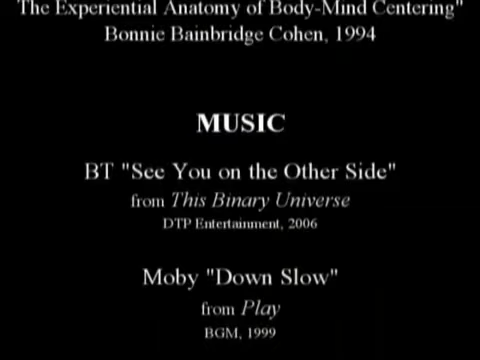 The Experiential Anatomy of Body-Mind Centering"
Bonnie Bainbridge Cohen, 1994
MUSIC
BT "See You on the Other Side"
from This Binary Universe
DTP Entertainment, 2006
Moby "Down Slow"
from Play
BGM, 1999